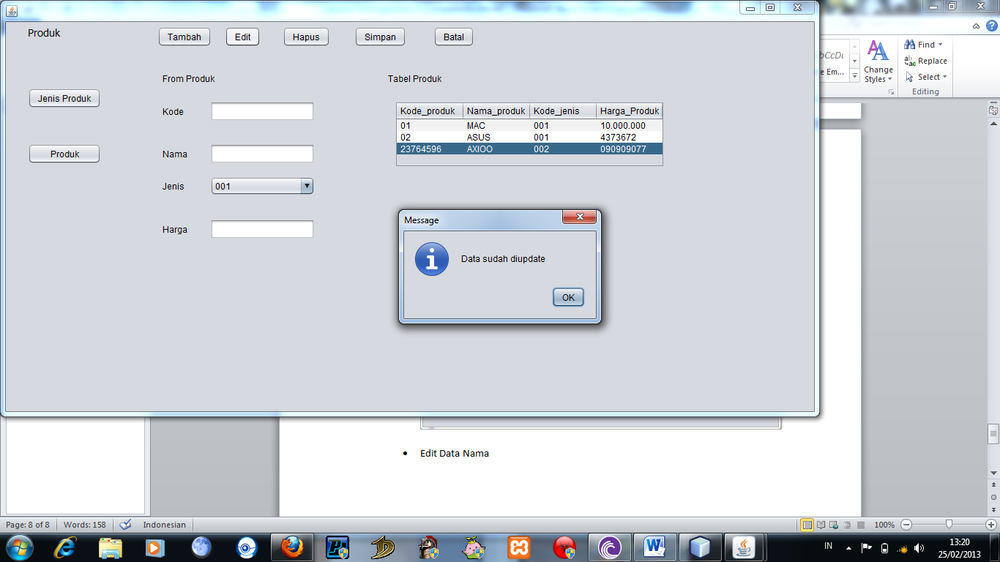 Produk
Tambah
Edit
Hapus
Simpan
Batal
From Produk
Tabel Produk
Jenis Produk
Produk
Kode
Nama
Jenis
001
Harga
Kode_produk Nama_produk Kode_jenis Harga_Produk
01 MAC 001 10.000.000
02 ASUS 001 4373672
23764596 AXIOO 002 090909077
Message
Data sudah diupdate
OK
Find
Replace
Select
Editing
Change
Styles
e Em...
Edit Data Nama
Page: 8 of 8
Words: 158
Indonesian
100%
IN
13:20
25/02/2013